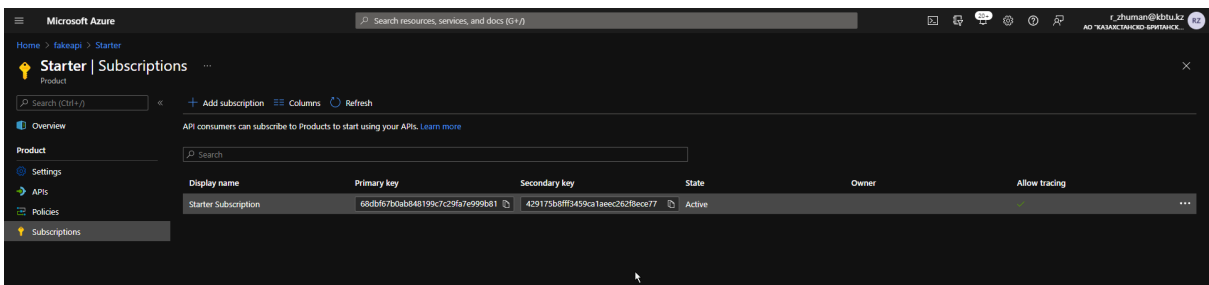 Microsoft Azure
Search resources, services, and docs (G+/)
20+
r_zhuman@kbtu.kz
АО "КАЗАХСТАНСКО-БРИТАНСК...
RZ
Home > fakeapi > Starter
Starter | Subscriptions ...
Product
Search (Ctrl+/)
«
Add subscription Columns Refresh
Overview
API consumers can subscribe to Products to start using your APIs. Learn more
Product
Search
Settings
Display name Primary key Secondary key State Owner Allow tracing
APIs
Starter Subscription 68dbf67b0ab848199c7c29fa7e999b81 429175b8fff3459ca1aeec262f8ece77 Active ...
Policies
Subscriptions